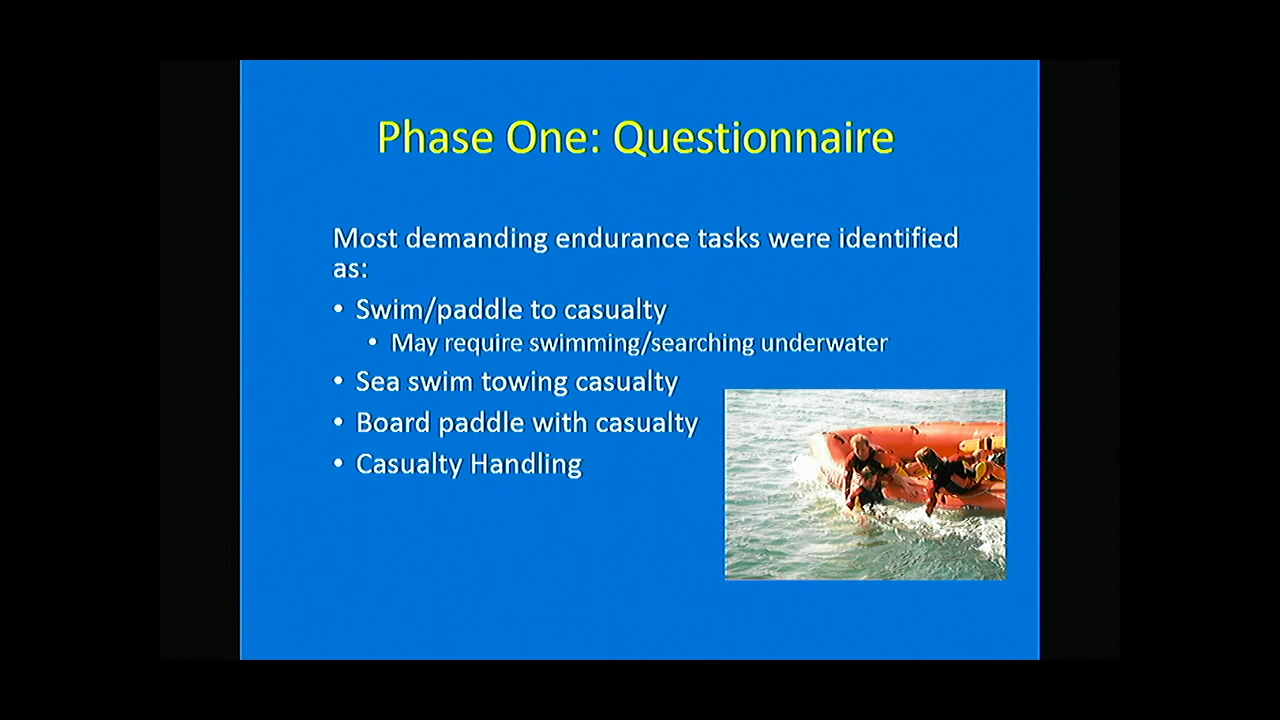 Phase One: Questionnaire
Most demanding endurance tasks were identified
as:
• Swim/paddle to casualty
• May require swimming/searching underwater
• Sea swim towing casualty
• Board paddle with casualty
• Casualty Handling